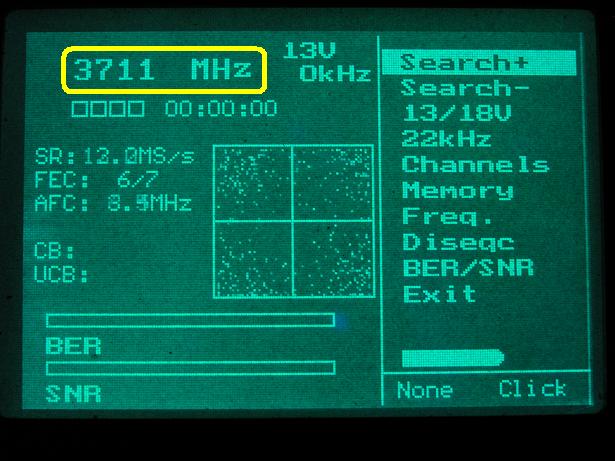 3711 MHz
13V
0kHz
00:00:00
SR:12.0MS/s
FEC: 6/7
AFC: 3.5MHz
CB:
UCB:
BER
SNR
Search+
Search-
13/18V
22kHz
Channels
Memory
Freq.
Diseqc
BER/SNR
Exit
None Click